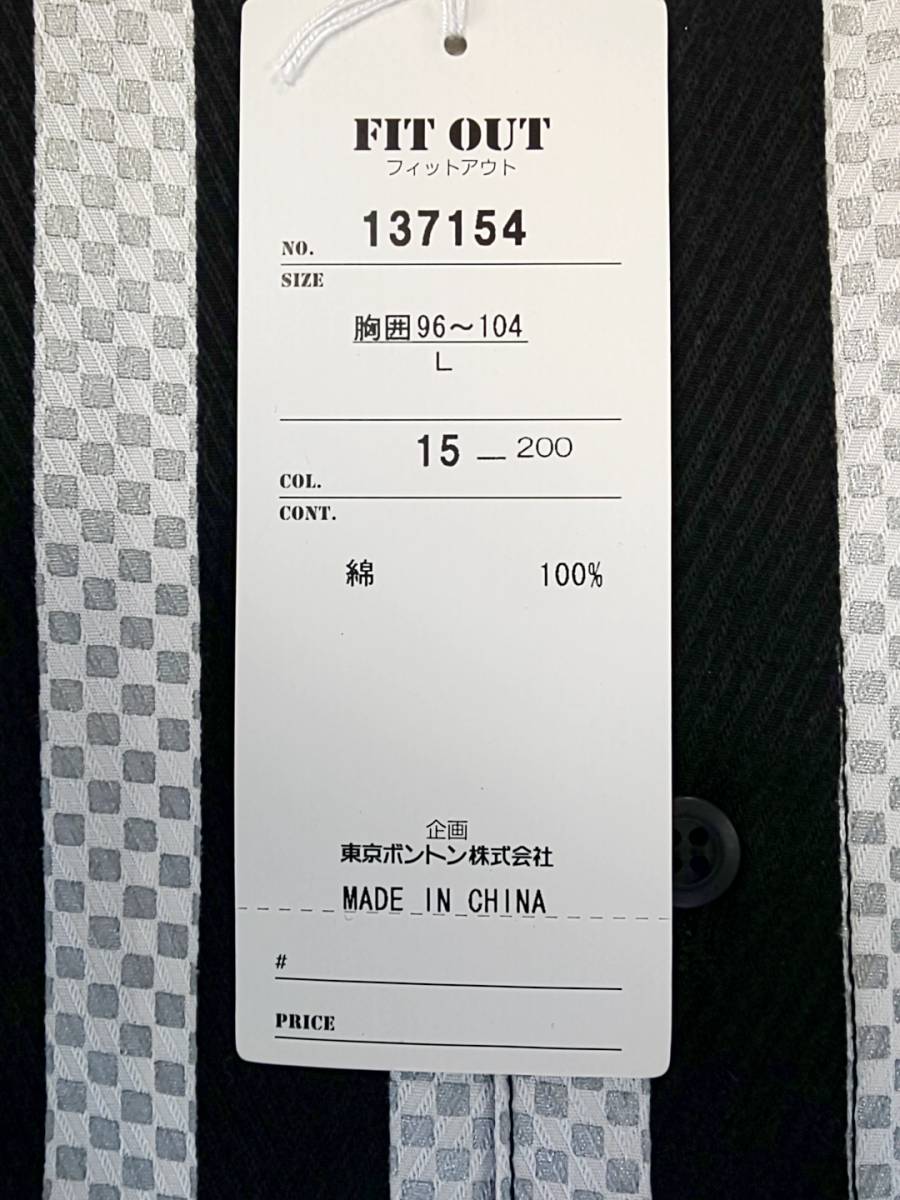 FIT OUT
フィットアウト
NO. 137154
SIZE
胸囲96～104
L
COL. 15 — 200
CONT.
綿 100%
企画
東京ボントン株式会社
MADE IN CHINA
#
PRICE